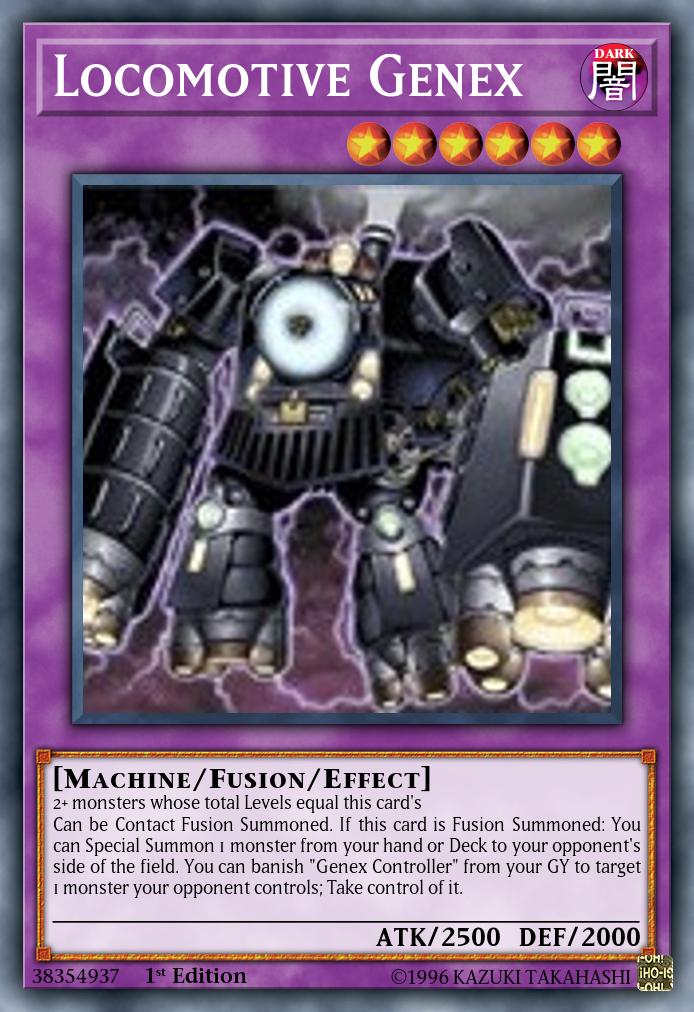 Locomotive Genex
DARK
闇
[Machine/Fusion/Effect]
2+ monsters whose total Levels equal this card's
Can be Contact Fusion Summoned. If this card is Fusion Summoned: You
can Special Summon 1 monster from your hand or Deck to your opponent's
side of the field. You can banish "Genex Controller" from your GY to target
1 monster your opponent controls; Take control of it.
ATK/2500 DEF/2000
38354937 1st Edition ©1996 KAZUKI TAKAHASHI